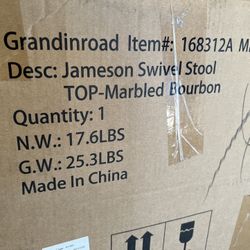 Grandinroad Item#: 168312A
Desc: Jameson Swivel Stool
TOP-Marbled Bourbon
Quantity: 1
N.W.: 17.6LBS
G.W.: 25.3LBS
Made In China